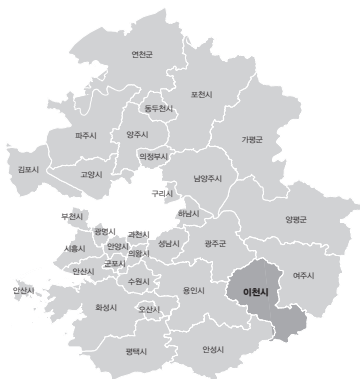 연천군
포천시
동두천시
파주시
양주시
가평군
의정부시
김포시
고양시
남양주시
구리시
하남시
부천시
양평군
광명시
과천시
시흥시
안양시
의왕시
성남시
광주군
군포시
안산시
여주시
수원시
안산시
용인시
이천시
화성시
오산시
평택시
안성시